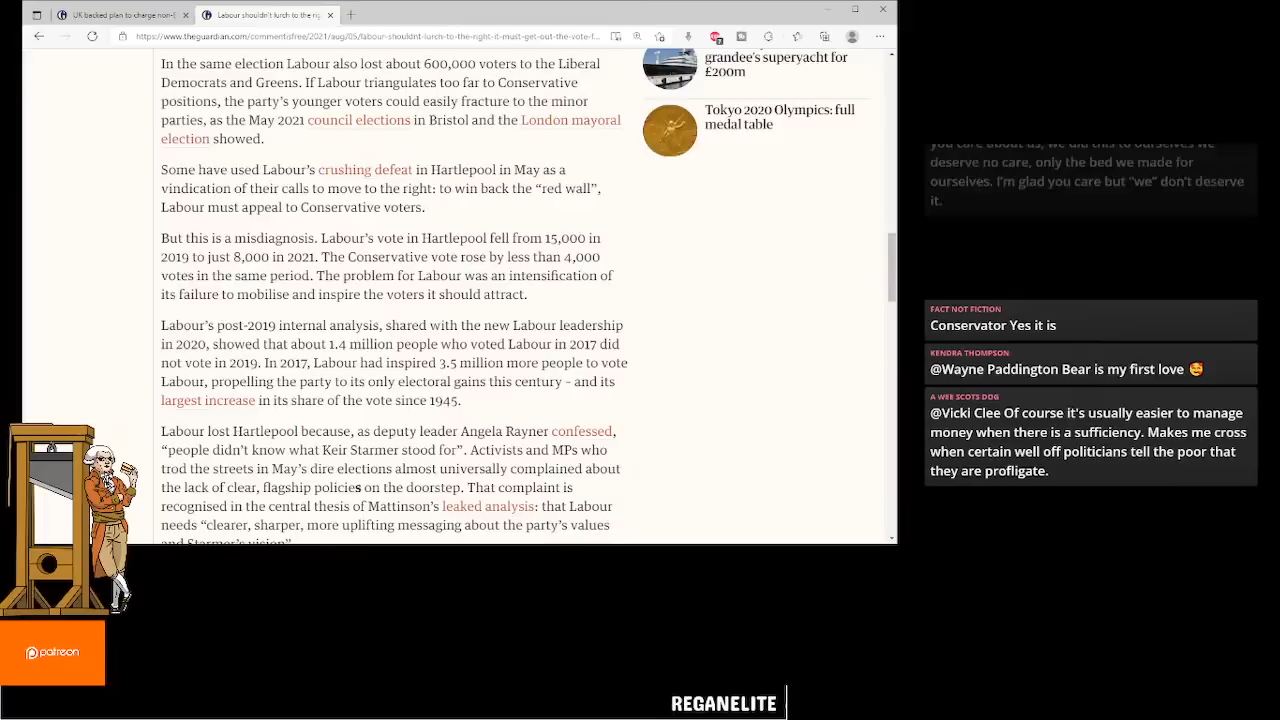 UK backed plan to charge non-E
Labour shouldn't lurch to the rig
https://www.theguardian.com/commentisfree/2021/aug/05/labour-shouldnt-lurch-to-the-right-it-must-get-out-the-vote-f...
In the same election Labour also lost about 600,000 voters to the Liberal
Democrats and Greens. If Labour triangulates too far to Conservative
positions, the party's younger voters could easily fracture to the minor
parties, as the May 2021 council elections in Bristol and the London mayoral
election showed.
Some have used Labour's crushing defeat in Hartlepool in May as a
vindication of their calls to move to the right: to win back the “red wall”,
Labour must appeal to Conservative voters.
But this is a misdiagnosis. Labour's vote in Hartlepool fell from 15,000 in
2019 to just 8,000 in 2021. The Conservative vote rose by less than 4,000
votes in the same period. The problem for Labour was an intensification of
its failure to mobilise and inspire the voters it should attract.
Labour's post-2019 internal analysis, shared with the new Labour leadership
in 2020, showed that about 1.4 million people who voted Labour in 2017 did
not vote in 2019. In 2017, Labour had inspired 3.5 million more people to vote
Labour, propelling the party to its only electoral gains this century – and its
largest increase in its share of the vote since 1945.
Labour lost Hartlepool because, as deputy leader Angela Rayner confessed,
“people didn't know what Keir Starmer stood for”. Activists and MPs who
trod the streets in May's dire elections almost universally complained about
the lack of clear, flagship policies on the doorstep. That complaint is
recognised in the central thesis of Mattinson's leaked analysis: that Labour
needs “clearer, sharper, more uplifting messaging about the party's values
and Starmer's vision”
grandee's superyacht for
£200m
Tokyo 2020 Olympics: full
medal table
you care about us, we did this to ourselves we
deserve no care, only the bed we made for
ourselves. I'm glad you care but “we” don't deserve
it.
FACT NOT FICTION
Conservator Yes it is
KENDRA THOMPSON
@Wayne Paddington Bear is my first love 🥰
A WEE SCOTS DOG
@Vicki Clee Of course it's usually easier to manage
money when there is a sufficiency. Makes me cross
when certain well off politicians tell the poor that
they are profligate.
patreon
REGANELITE